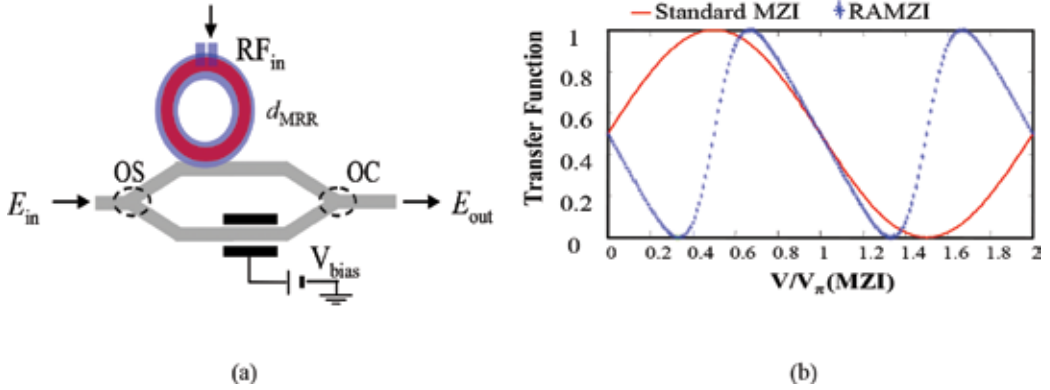 RF_in
d_MRR
OS
OC
E_in
E_out
V_bias
(a)
Standard MZI
RAMZI
Transfer Function
1
0.8
0.6
0.4
0.2
0
0
0.2
0.4
0.6
0.8
1
1.2
1.4
1.6
1.8
2
V/V_π(MZI)
(b)